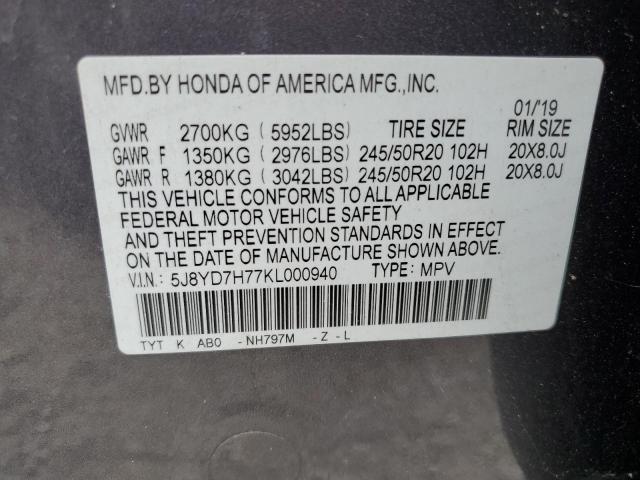 MFD.BY HONDA OF AMERICA MFG.,INC.
01/'19
GVWR 2700KG ( 5952LBS) TIRE SIZE RIM SIZE
GAWR F 1350KG ( 2976LBS) 245/50R20 102H 20X8.0J
GAWR R 1380KG ( 3042LBS) 245/50R20 102H 20X8.0J
THIS VEHICLE CONFORMS TO ALL APPLICABLE
FEDERAL MOTOR VEHICLE SAFETY
AND THEFT PREVENTION STANDARDS IN EFFECT
ON THE DATE OF MANUFACTURE SHOWN ABOVE.
V.I.N.: 5J8YD7H77KL000940 TYPE: MPV
TYT K AB0 - NH797M - Z - L